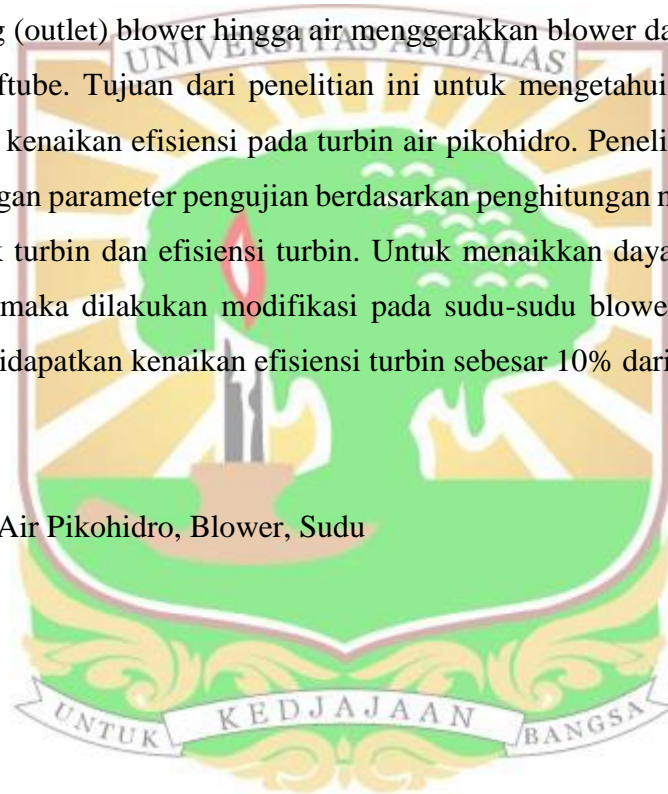 g (outlet) blower hingga air menggerakkan blower da
UNIVERSITAS ANDALAS
ftube. Tujuan dari penelitian ini untuk mengetahui
kenaikan efisiensi pada turbin air pikohidro. Peneli
gan parameter pengujian berdasarkan penghitungan
k turbin dan efisiensi turbin. Untuk menaikkan daya
maka dilakukan modifikasi pada sudu-sudu blowe
idapatkan kenaikan efisiensi turbin sebesar 10% dari
Air Pikohidro, Blower, Sudu
UNTUK KEDJAJAAN BANGSA